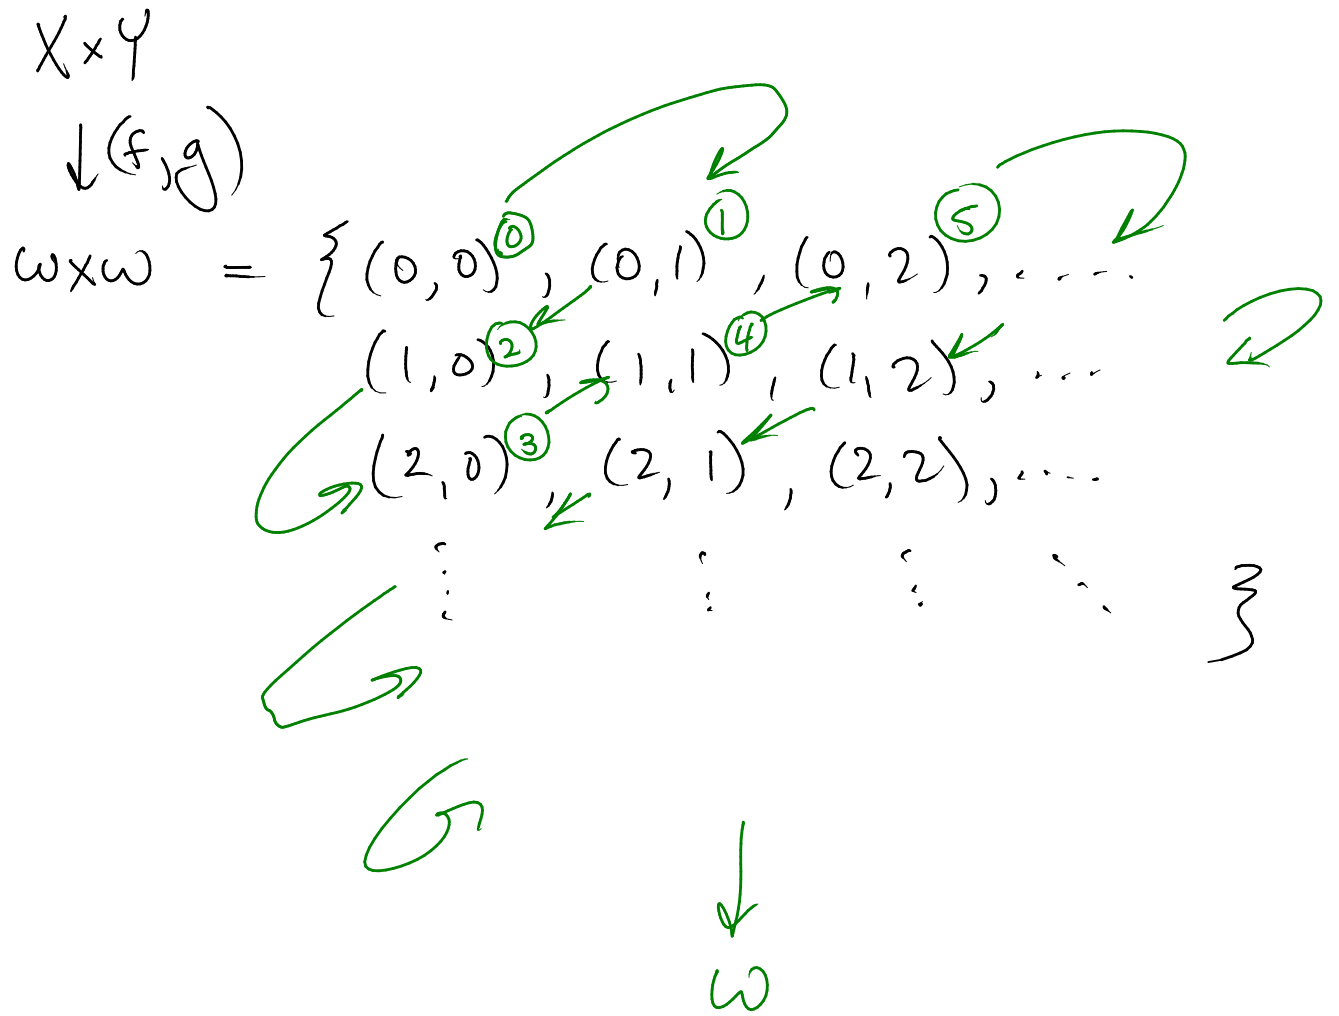 X × Y
↓ (f, g)
ω × ω = { (0, 0) ⓪ , (0, 1) ① , (0, 2) ⑤ , .....
(1, 0) ② , (1, 1) ④ , (1, 2) , ...
(2, 0) ③ , (2, 1) , (2, 2) , ....
⋮ ⋮ ⋮ ⋱ }
↓
ω